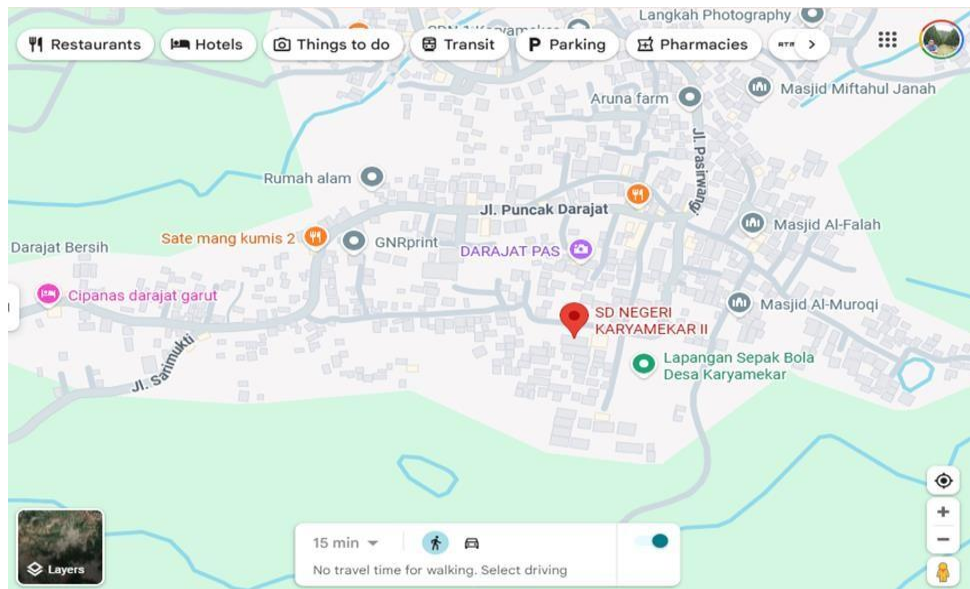 Langkah Photography
Restaurants
Hotels
Things to do
Transit
Parking
Pharmacies
Aruna farm
Masjid Miftahul Janah
Jl. Pasirwangi
Rumah alam
Jl. Puncak Darajat
Masjid Al-Falah
Sate mang kumis 2
GNRprint
DARAJAT PAS
Darajat Bersih
Cipanas darajat garut
SD NEGERI
KARYAMEKAR II
Masjid Al-Muroqi
Lapangan Sepak Bola
Desa Karyamekar
Jl. Sarimukti
15 min
No travel time for walking. Select driving
Layers